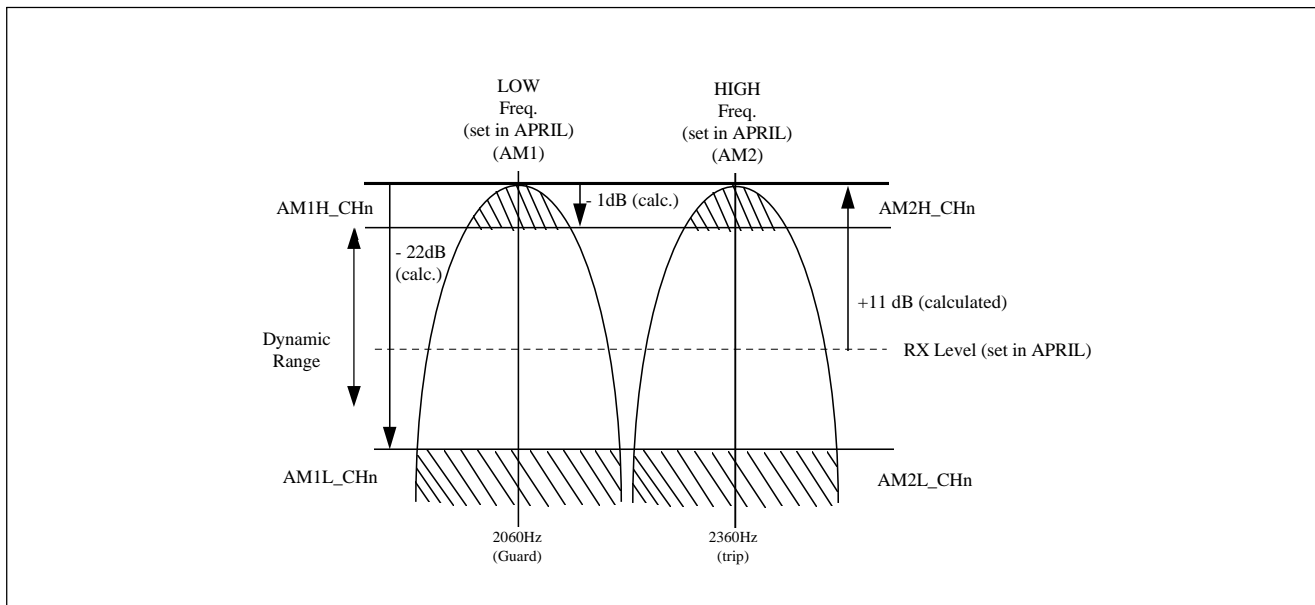 LOW
Freq.
(set in APRIL)
(AM1)
HIGH
Freq.
(set in APRIL)
(AM2)
AM1H_CHn
- 1dB (calc.)
AM2H_CHn
- 22dB
(calc.)
+11 dB (calculated)
Dynamic
Range
RX Level (set in APRIL)
AM1L_CHn
AM2L_CHn
2060Hz
(Guard)
2360Hz
(trip)